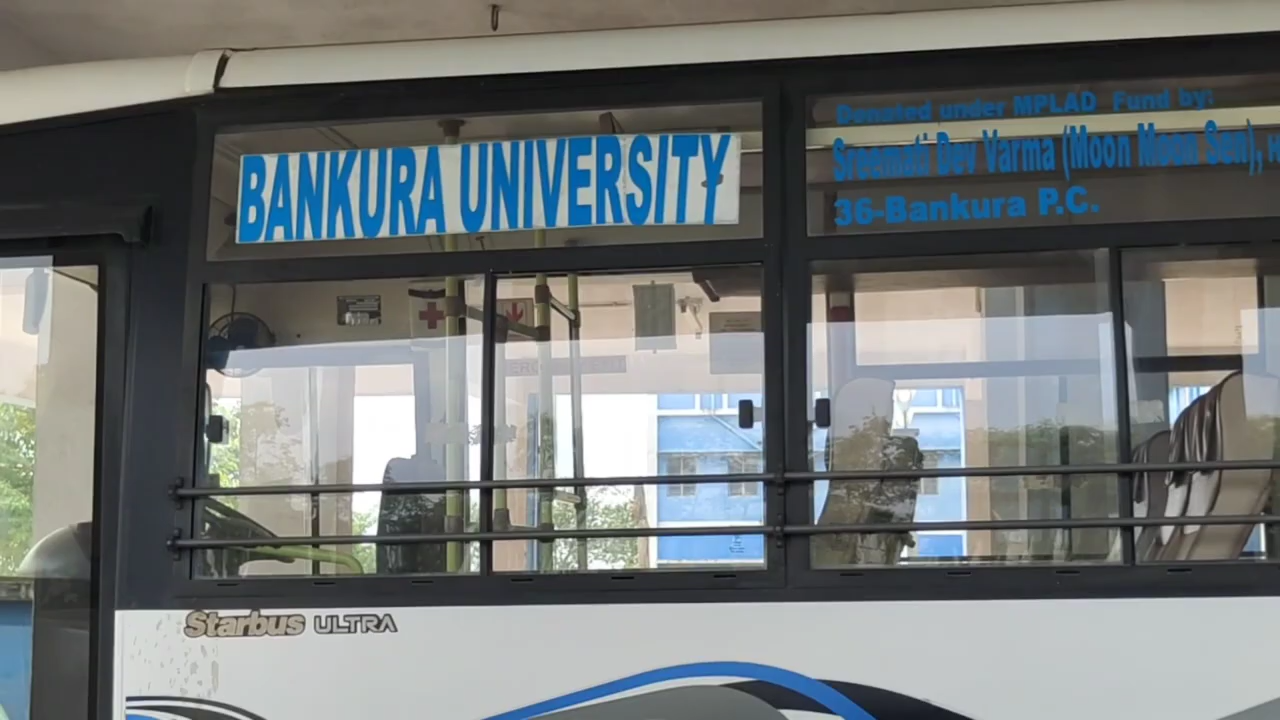 BANKURA UNIVERSITY
Donated under MPLAD Fund by:
Sreemati Dev Varma (Moon Moon Sen),
36-Bankura P.C.
Starbus ULTRA